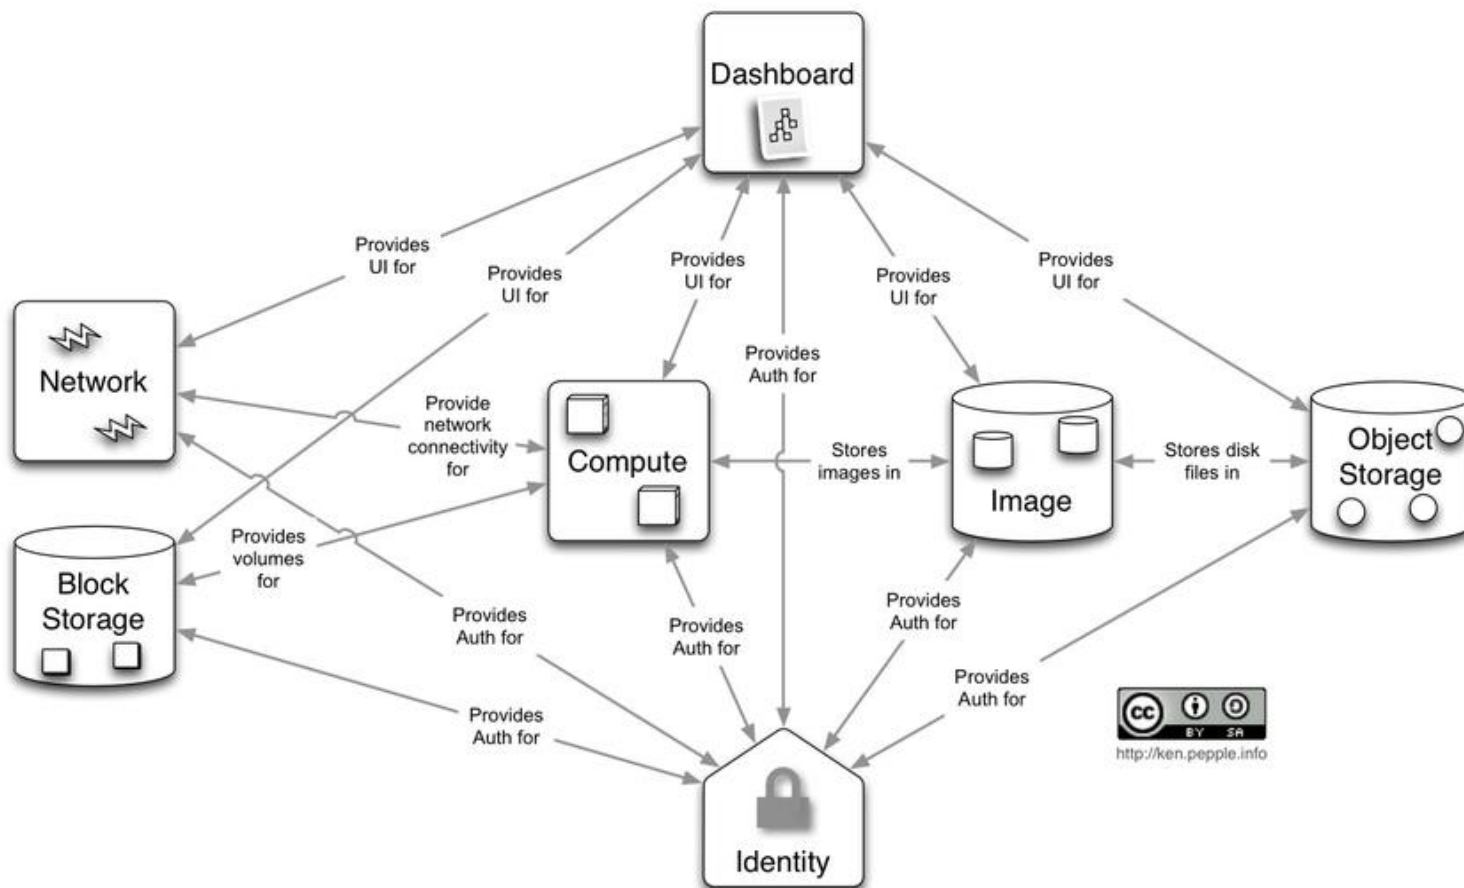 Dashboard
Provides
UI for
Provides
UI for
Provides
UI for
Provides
UI for
Provides
UI for
Network
Provides
Auth for
Provide
network
connectivity
for
Compute
Stores
images in
Image
Stores disk
files in
Object
Storage
Provides
volumes
for
Block
Storage
Provides
Auth for
Provides
Auth for
Provides
Auth for
Provides
Auth for
Provides
Auth for
cc
BY SA
http://ken.pepple.info
Identity